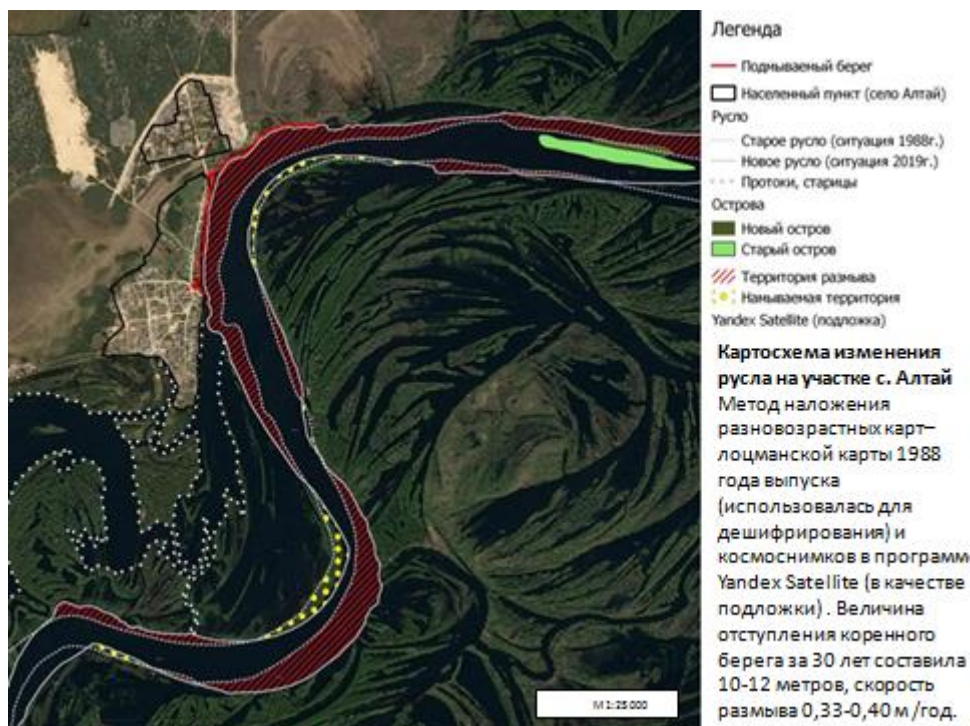 Легенда
Подмываемый берег
Населенный пункт (село Алтай)
Русло
Старое русло (ситуация 1988г.)
Новое русло (ситуация 2019г.)
Протоки, старицы
Острова
Новый остров
Старый остров
Территория размыва
Намываемая территория
Yandex Satellite (подложка)
Картосхема изменения
русла на участке с. Алтай
Метод наложения
разновозрастных карт–
лоцманской карты 1988
года выпуска
(использовалась для
дешифрирования) и
космоснимков в программ
Yandex Satellite (в качестве
подложки) . Величина
отступления коренного
берега за 30 лет составила
10-12 метров, скорость
размыва 0,33-0,40 м /год.
М 1:25 000